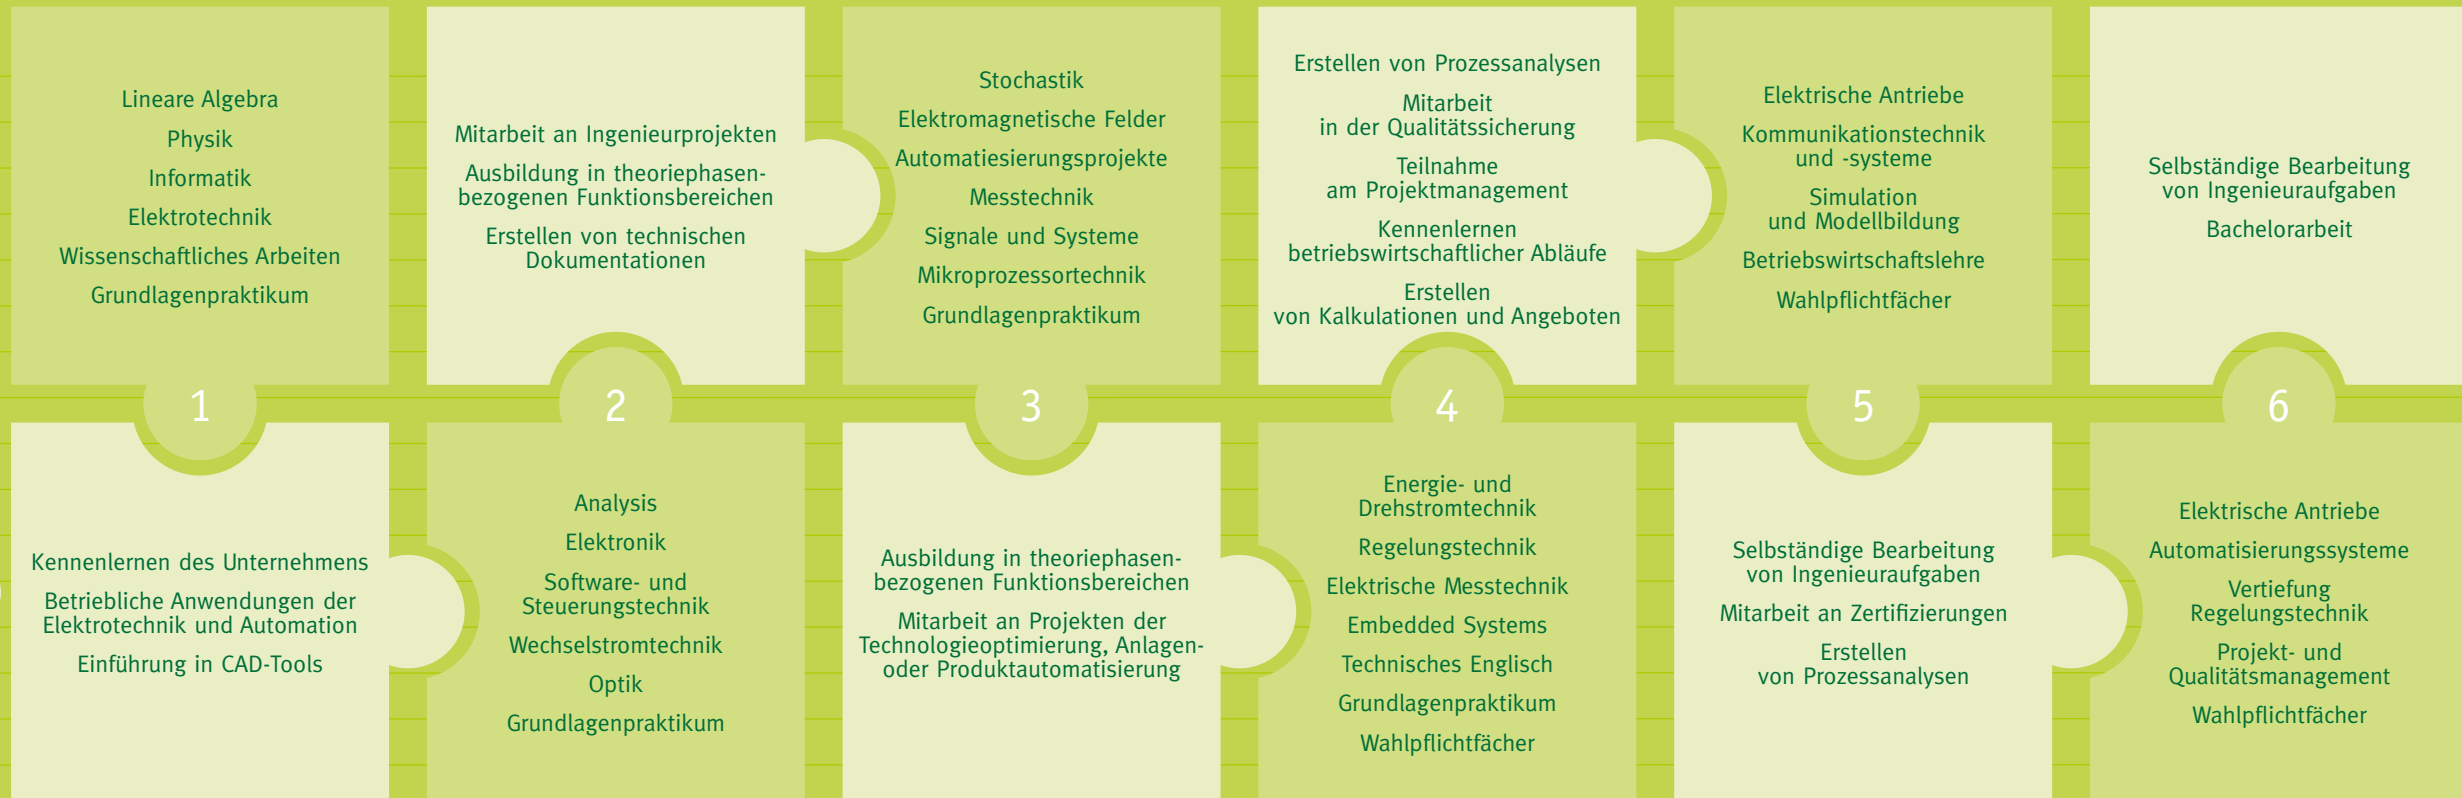 Lineare Algebra
Physik
Informatik
Elektrotechnik
Wissenschaftliches Arbeiten
Grundlagenpraktikum
Mitarbeit an Ingenieurprojekten
Ausbildung in theoriephasen-
bezogenen Funktionsbereichen
Erstellen von technischen
Dokumentationen
Stochastik
Elektromagnetische Felder
Automatiesierungsprojekte
Messtechnik
Signale und Systeme
Mikroprozessortechnik
Grundlagenpraktikum
Erstellen von Prozessanalysen
Mitarbeit
in der Qualitätssicherung
Teilnahme
am Projektmanagement
Kennenlernen
betriebswirtschaftlicher Abläufe
Erstellen
von Kalkulationen und Angeboten
Elektrische Antriebe
Kommunikationstechnik
und -systeme
Simulation
und Modellbildung
Betriebswirtschaftslehre
Wahlpflichtfächer
Selbständige Bearbeitung
von Ingenieuraufgaben
Bachelorarbeit
1
2
3
4
5
6
Kennenlernen des Unternehmens
Betriebliche Anwendungen der
Elektrotechnik und Automation
Einführung in CAD-Tools
Analysis
Elektronik
Software- und
Steuerungstechnik
Wechselstromtechnik
Optik
Grundlagenpraktikum
Ausbildung in theoriephasen-
bezogenen Funktionsbereichen
Mitarbeit an Projekten der
Technologieoptimierung, Anlagen-
oder Produktautomatisierung
Energie- und
Drehstromtechnik
Regelungstechnik
Elektrische Messtechnik
Embedded Systems
Technisches Englisch
Grundlagenpraktikum
Wahlpflichtfächer
Selbständige Bearbeitung
von Ingenieuraufgaben
Mitarbeit an Zertifizierungen
Erstellen
von Prozessanalysen
Elektrische Antriebe
Automatisierungssysteme
Vertiefung
Regelungstechnik
Projekt- und
Qualitätsmanagement
Wahlpflichtfächer